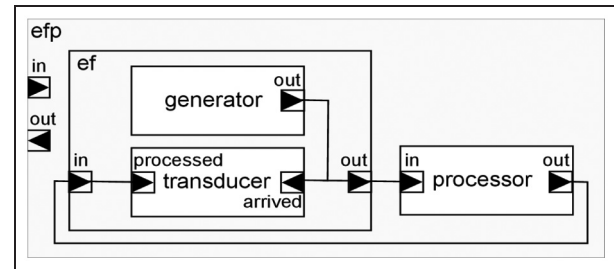 efp
in
out
ef
generator
out
in
processed
transducer
arrived
out
in
processor
out